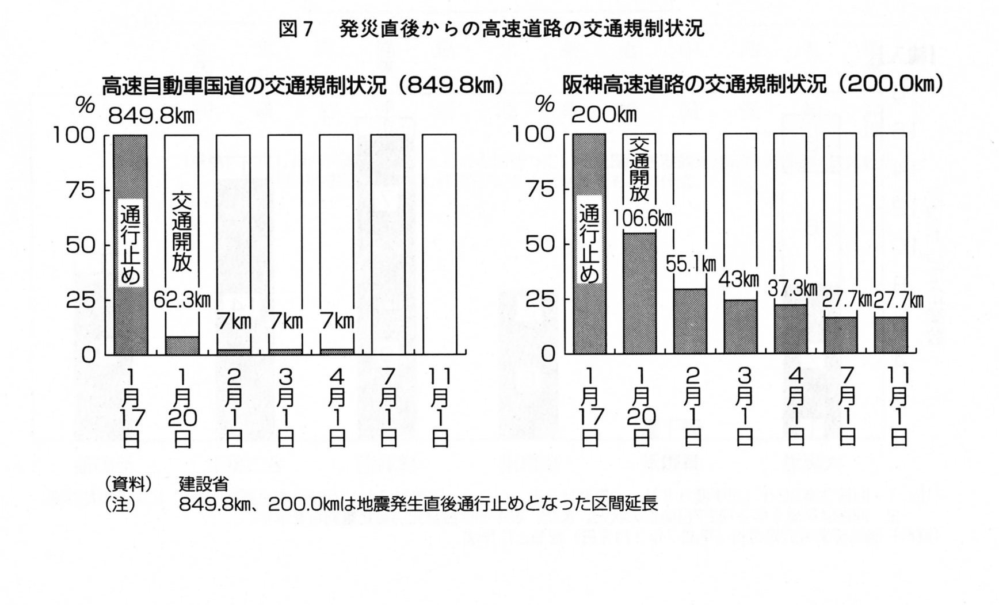 図7 発災直後からの高速道路の交通規制状況
高速自動車国道の交通規制状況（849.8km）
%
849.8km
100
75
50
25
0
通行止め
交通開放
62.3km
7km
7km
7km
1月17日
1月20日
2月1日
3月1日
4月1日
7月1日
11月1日
阪神高速道路の交通規制状況（200.0km）
%
200km
100
75
50
25
0
通行止め
交通開放
106.6km
55.1km
43km
37.3km
27.7km
27.7km
1月17日
1月20日
2月1日
3月1日
4月1日
7月1日
11月1日
（資料） 建設省
（注） 849.8km、200.0kmは地震発生直後通行止めとなった区間延長